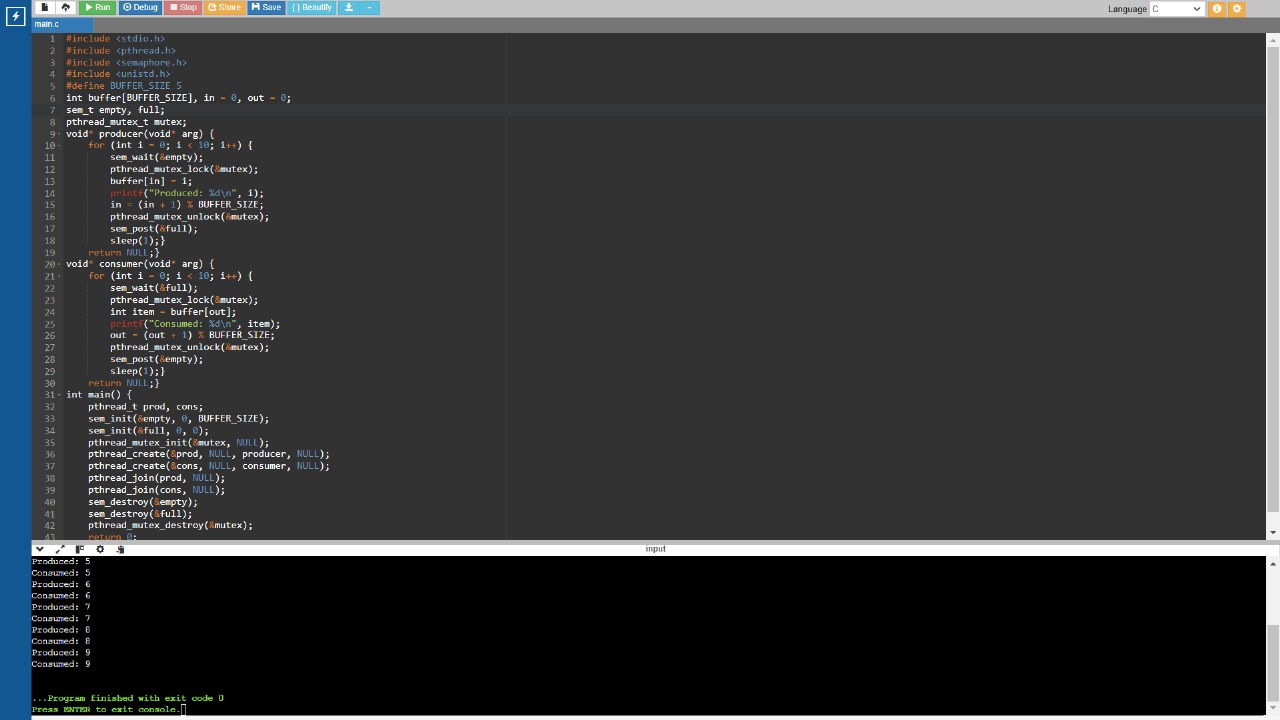 Run Debug Stop Share Save { } Beautify Language C
main.c
1 #include <stdio.h>
2 #include <pthread.h>
3 #include <semaphore.h>
4 #include <unistd.h>
5 #define BUFFER_SIZE 5
6 int buffer[BUFFER_SIZE], in = 0, out = 0;
7 sem_t empty, full;
8 pthread_mutex_t mutex;
9 void* producer(void* arg) {
10 for (int i = 0; i < 10; i++) {
11 sem_wait(&empty);
12 pthread_mutex_lock(&mutex);
13 buffer[in] = i;
14 printf("Produced: %d\n", i);
15 in = (in + 1) % BUFFER_SIZE;
16 pthread_mutex_unlock(&mutex);
17 sem_post(&full);
18 sleep(1);}
19 return NULL;}
20 void* consumer(void* arg) {
21 for (int i = 0; i < 10; i++) {
22 sem_wait(&full);
23 pthread_mutex_lock(&mutex);
24 int item = buffer[out];
25 printf("Consumed: %d\n", item);
26 out = (out + 1) % BUFFER_SIZE;
27 pthread_mutex_unlock(&mutex);
28 sem_post(&empty);
29 sleep(1);}
30 return NULL;}
31 int main() {
32 pthread_t prod, cons;
33 sem_init(&empty, 0, BUFFER_SIZE);
34 sem_init(&full, 0, 0);
35 pthread_mutex_init(&mutex, NULL);
36 pthread_create(&prod, NULL, producer, NULL);
37 pthread_create(&cons, NULL, consumer, NULL);
38 pthread_join(prod, NULL);
39 pthread_join(cons, NULL);
40 sem_destroy(&empty);
41 sem_destroy(&full);
42 pthread_mutex_destroy(&mutex);
43 return 0;
input
Produced: 5
Consumed: 5
Produced: 6
Consumed: 6
Produced: 7
Consumed: 7
Produced: 8
Consumed: 8
Produced: 9
Consumed: 9
...Program finished with exit code 0
Press ENTER to exit console.